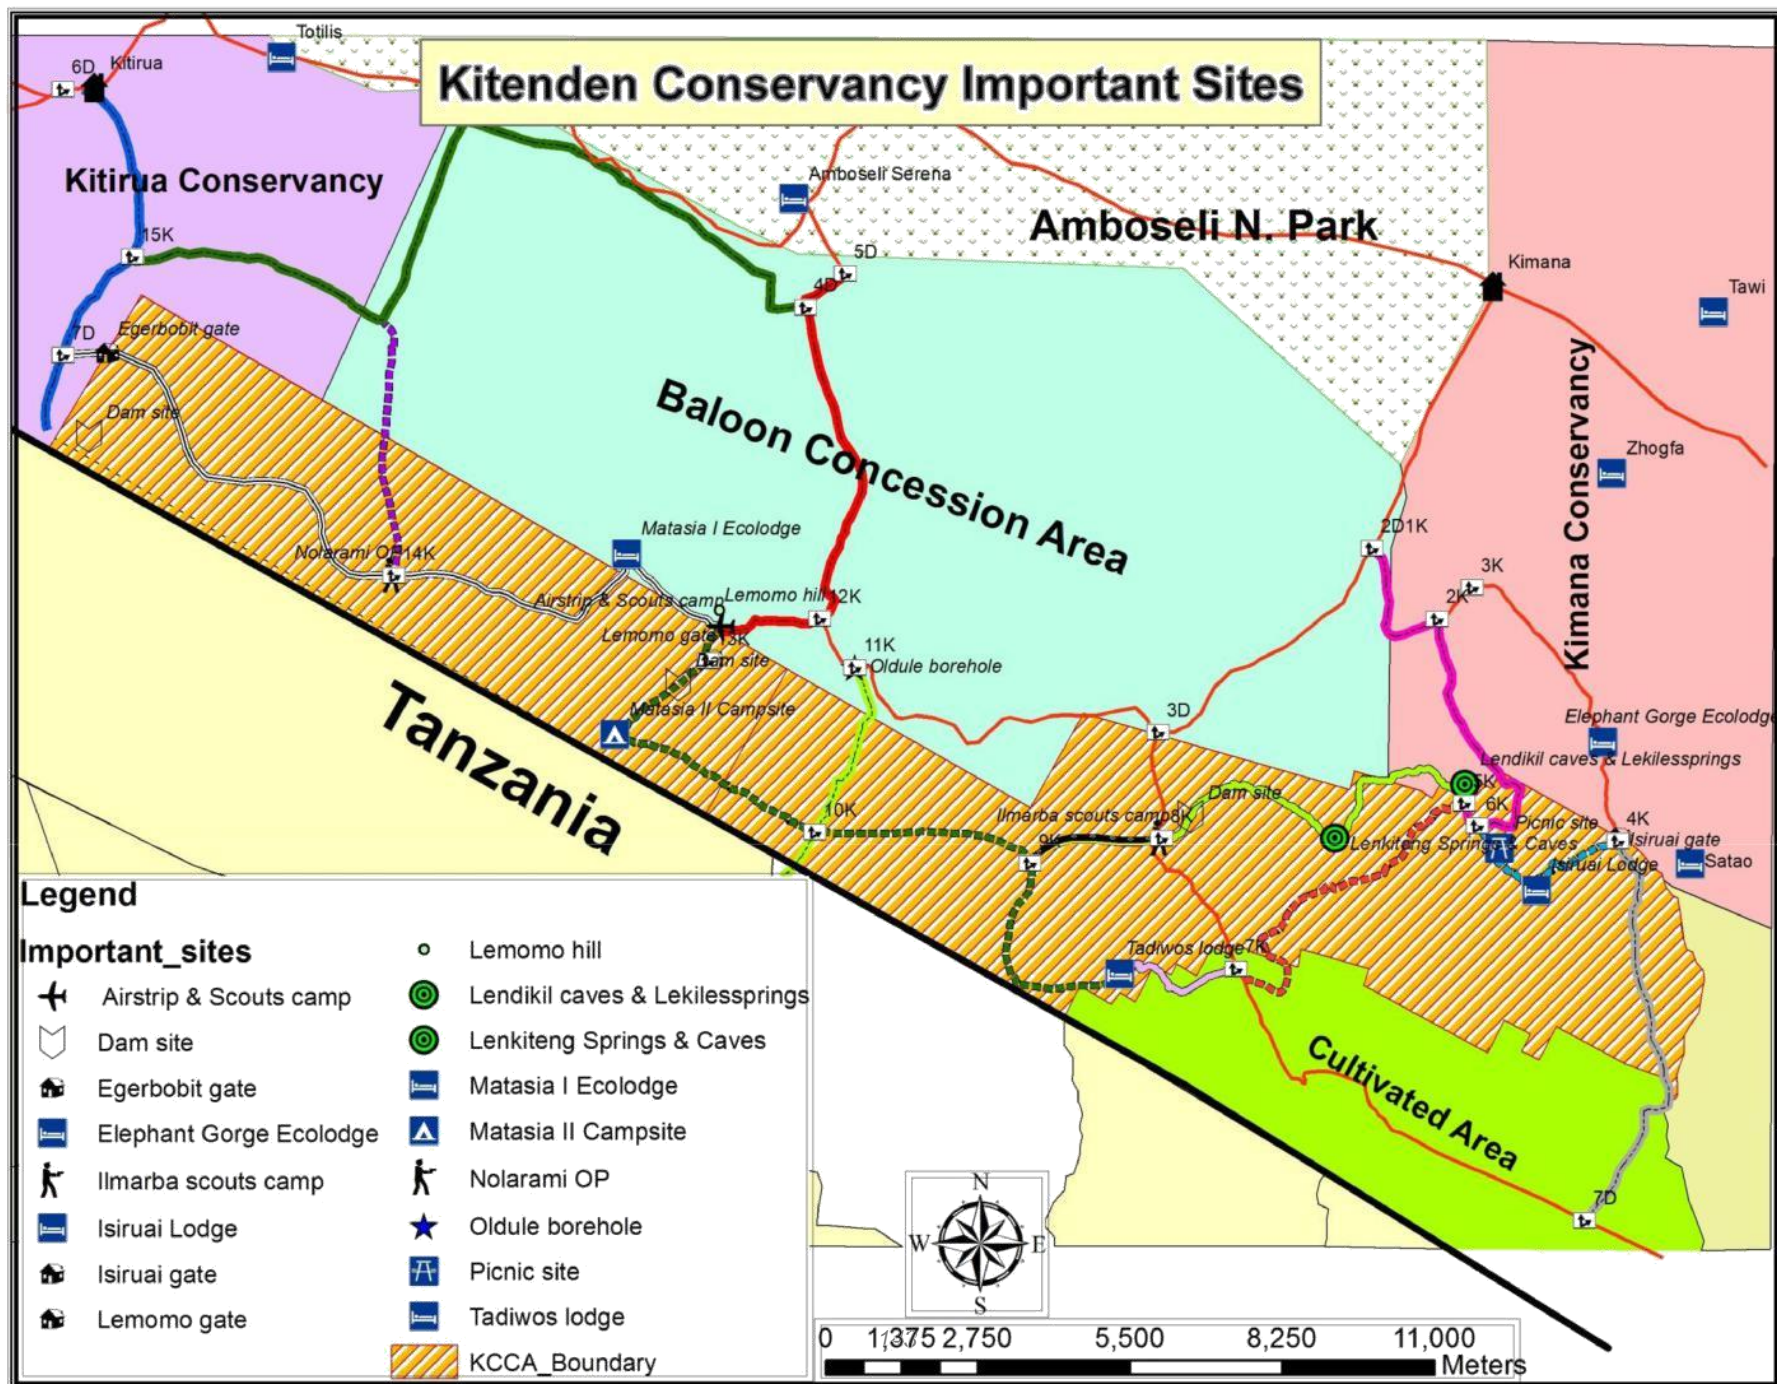 Totilis
6D
Kitirua
Kitenden Conservancy Important Sites
Kitirua Conservancy
Amboseli Serena
Amboseli N. Park
15K
5D
4D
Kimana
Tawi
7D
Egerbobit gate
Dam site
Baloon Concession Area
Kimana Conservancy
Zhogfa
Matasia I Ecolodge
2D1K
Nolarami OP
14K
3K
2K
Airstrip & Scouts camp
Lemomo hill
12K
Lemomo gate
Dam site
11K
Oldule borehole
Tanzania
Matasia II Campsite
3D
Elephant Gorge Ecolodge
Lendikil caves & Lekilessprings
5K
6K
Dam site
10K
Ilmarba scouts camp
8K
9K
Picnic site
4K
Lenkiteng Springs & Caves
Isiruai gate
Isiruai Lodge
Satao
Tadiwos lodge
7K
Cultivated Area
7D
Legend
Important_sites
Airstrip & Scouts camp
Dam site
Egerbobit gate
Elephant Gorge Ecolodge
Ilmarba scouts camp
Isiruai Lodge
Isiruai gate
Lemomo gate
Lemomo hill
Lendikil caves & Lekilessprings
Lenkiteng Springs & Caves
Matasia I Ecolodge
Matasia II Campsite
Nolarami OP
Oldule borehole
Picnic site
Tadiwos lodge
KCCA_Boundary
N
W
E
S
0 1,375 2,750 5,500 8,250 11,000
Meters